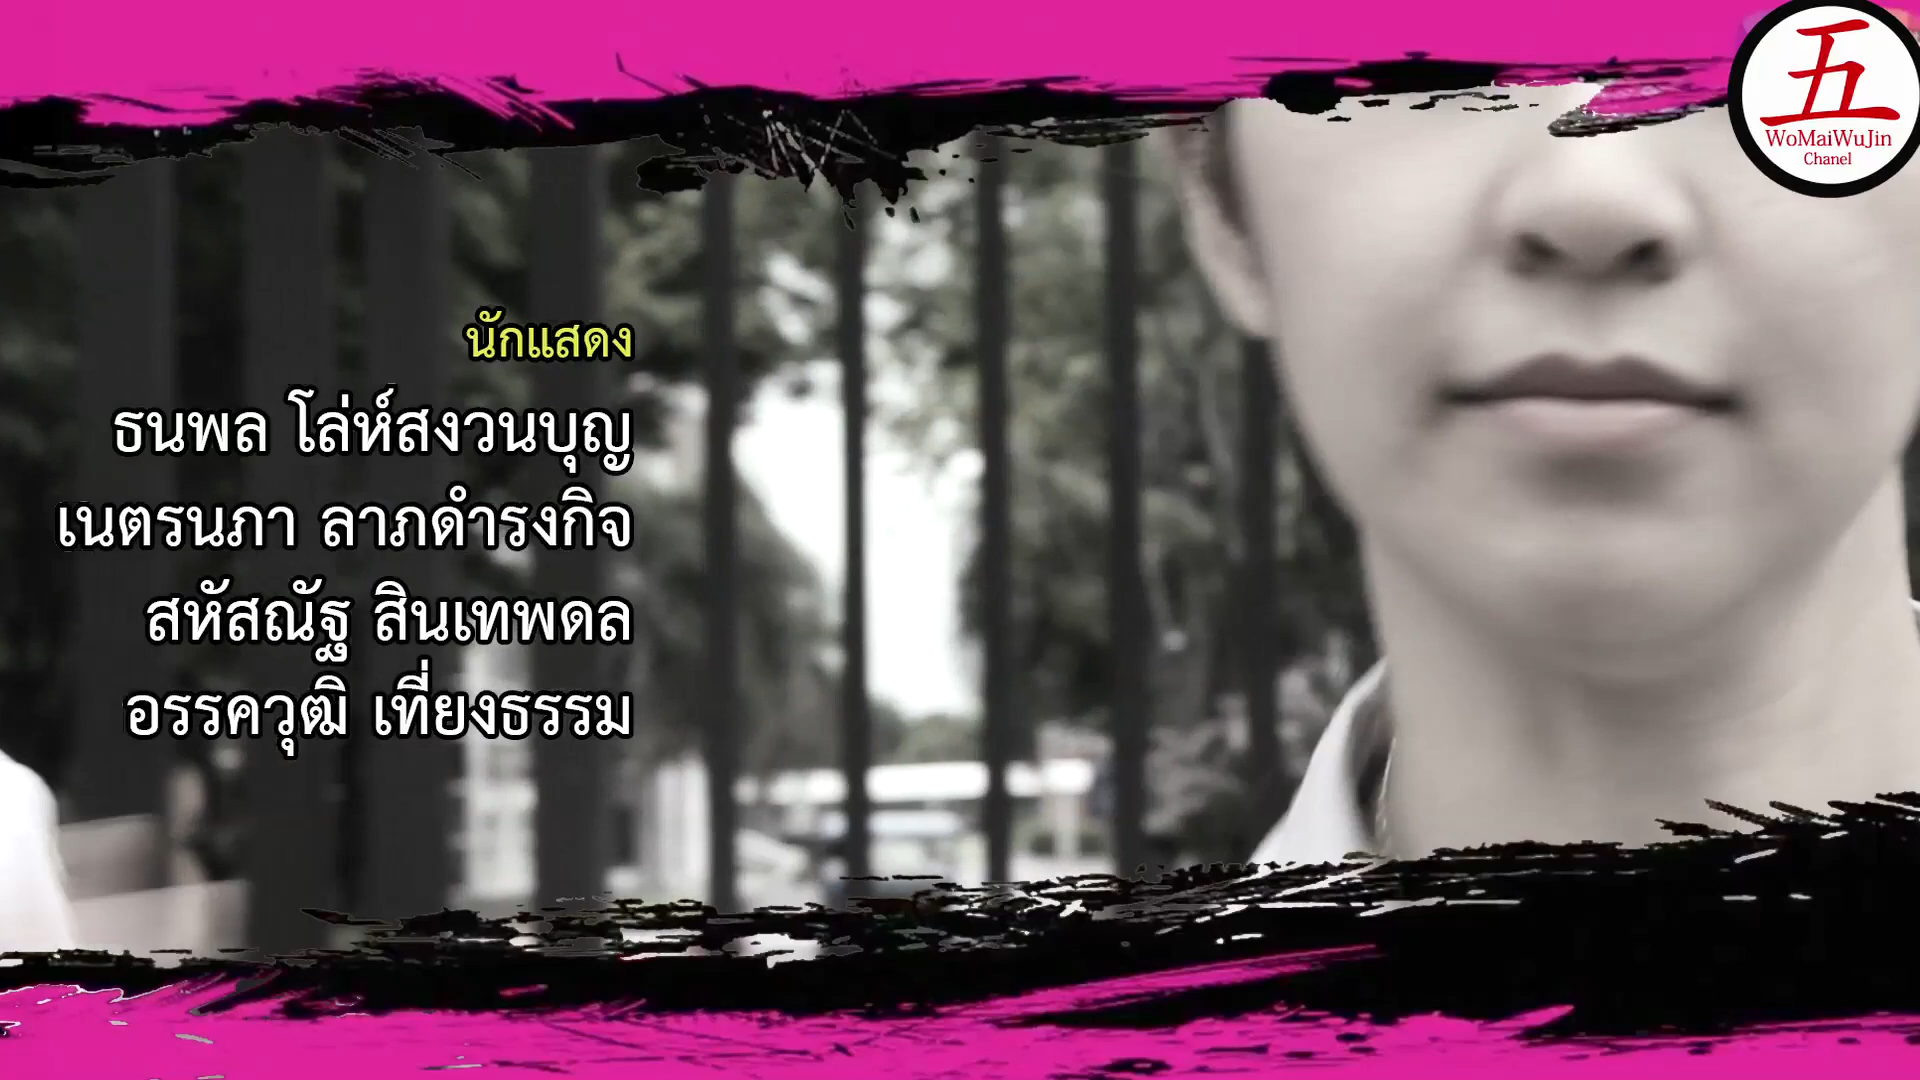 五
WoMaiWuJin
Chanel
นักแสดง
ธนพล โล่ห์สงวนบุญ
เนตรนภา ลาภดำรงกิจ
สหัสณัฐ สินเทพดล
อรรควุฒิ เที่ยงธรรม